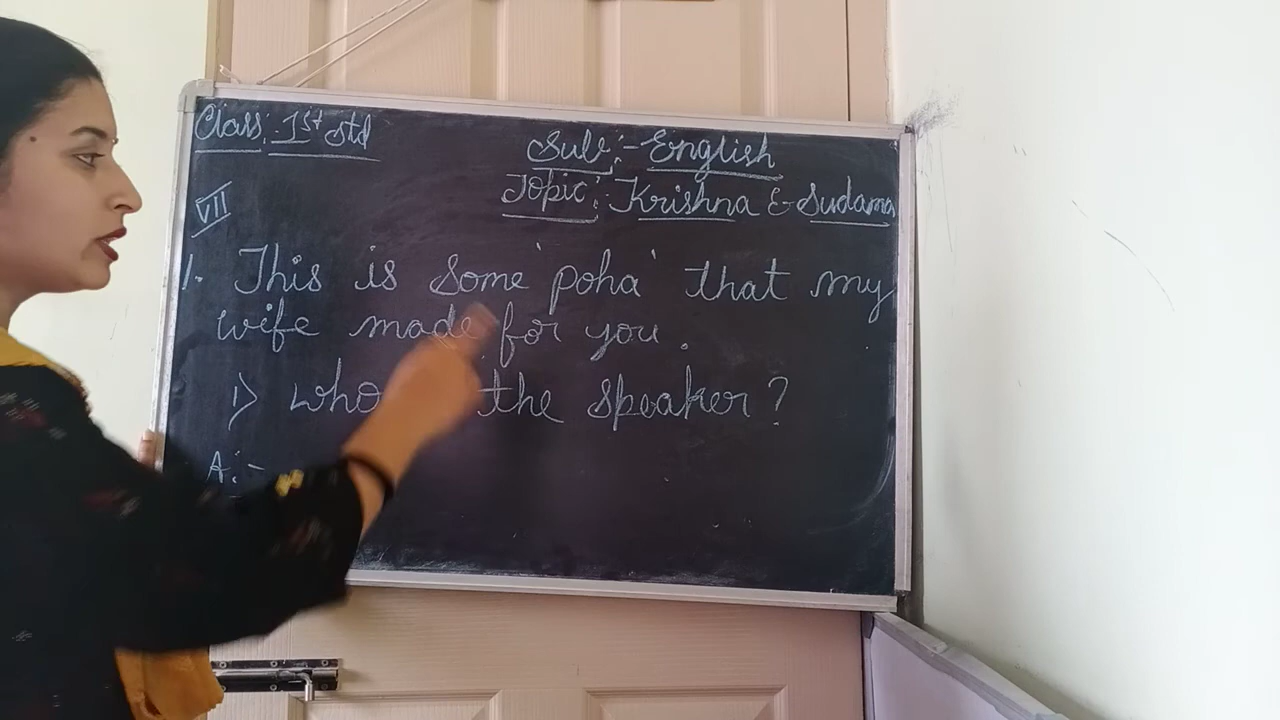 Class:- 1st std
Sub:- English
Topic:- Krishna & Sudama
VII
1. This is some 'poha' that my
wife made for you.
1) who the speaker?
A:-